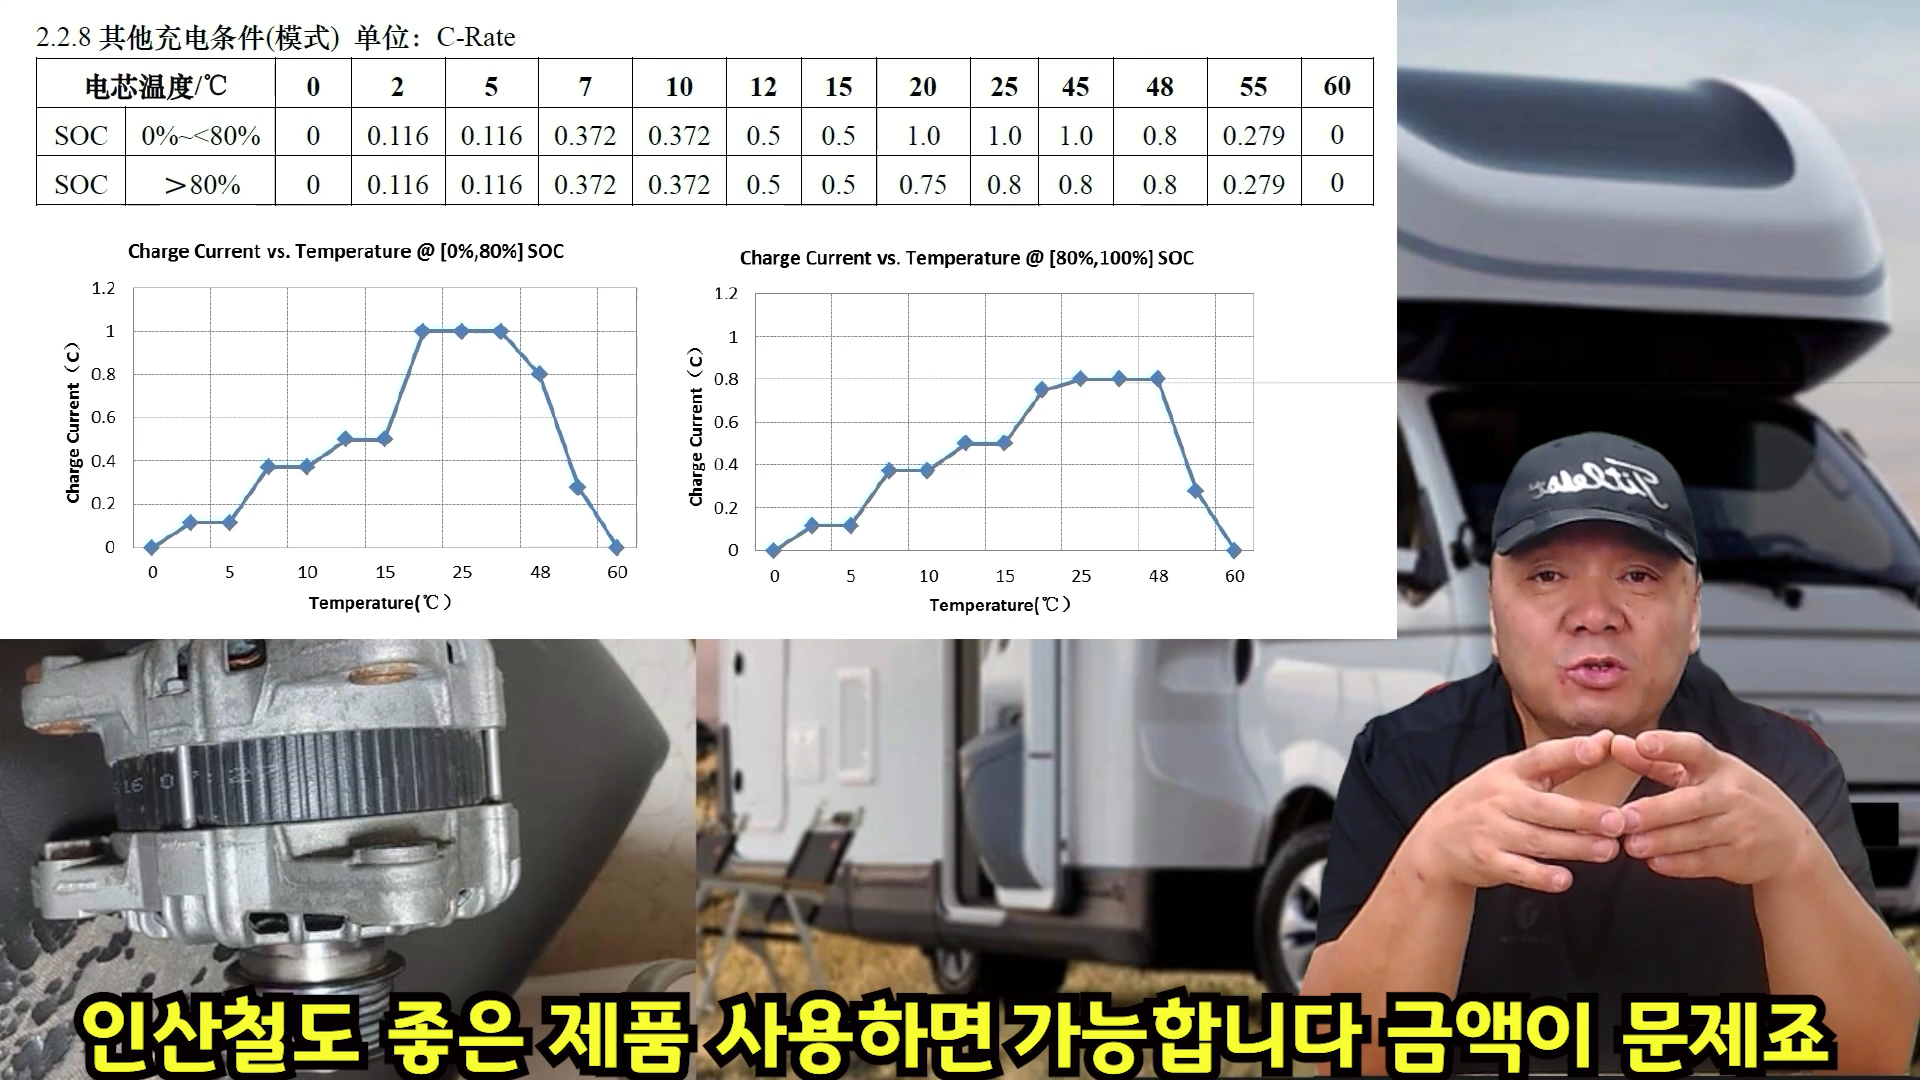 2.2.8 其他充电条件(模式) 单位：C-Rate
电芯温度/℃ 0 2 5 7 10 12 15 20 25 45 48 55 60
SOC 0%~<80% 0 0.116 0.116 0.372 0.372 0.5 0.5 1.0 1.0 1.0 0.8 0.279 0
SOC ＞80% 0 0.116 0.116 0.372 0.372 0.5 0.5 0.75 0.8 0.8 0.8 0.279 0
Charge Current vs. Temperature @ [0%,80%] SOC
Charge Current（C）
1.2
1
0.8
0.6
0.4
0.2
0
0 5 10 15 25 48 60
Temperature(℃）
Charge Current vs. Temperature @ [80%,100%] SOC
Charge Current（C）
1.2
1
0.8
0.6
0.4
0.2
0
0 5 10 15 25 48 60
Temperature(℃）
Titleist
인산철도 좋은 제품 사용하면 가능합니다 금액이 문제죠